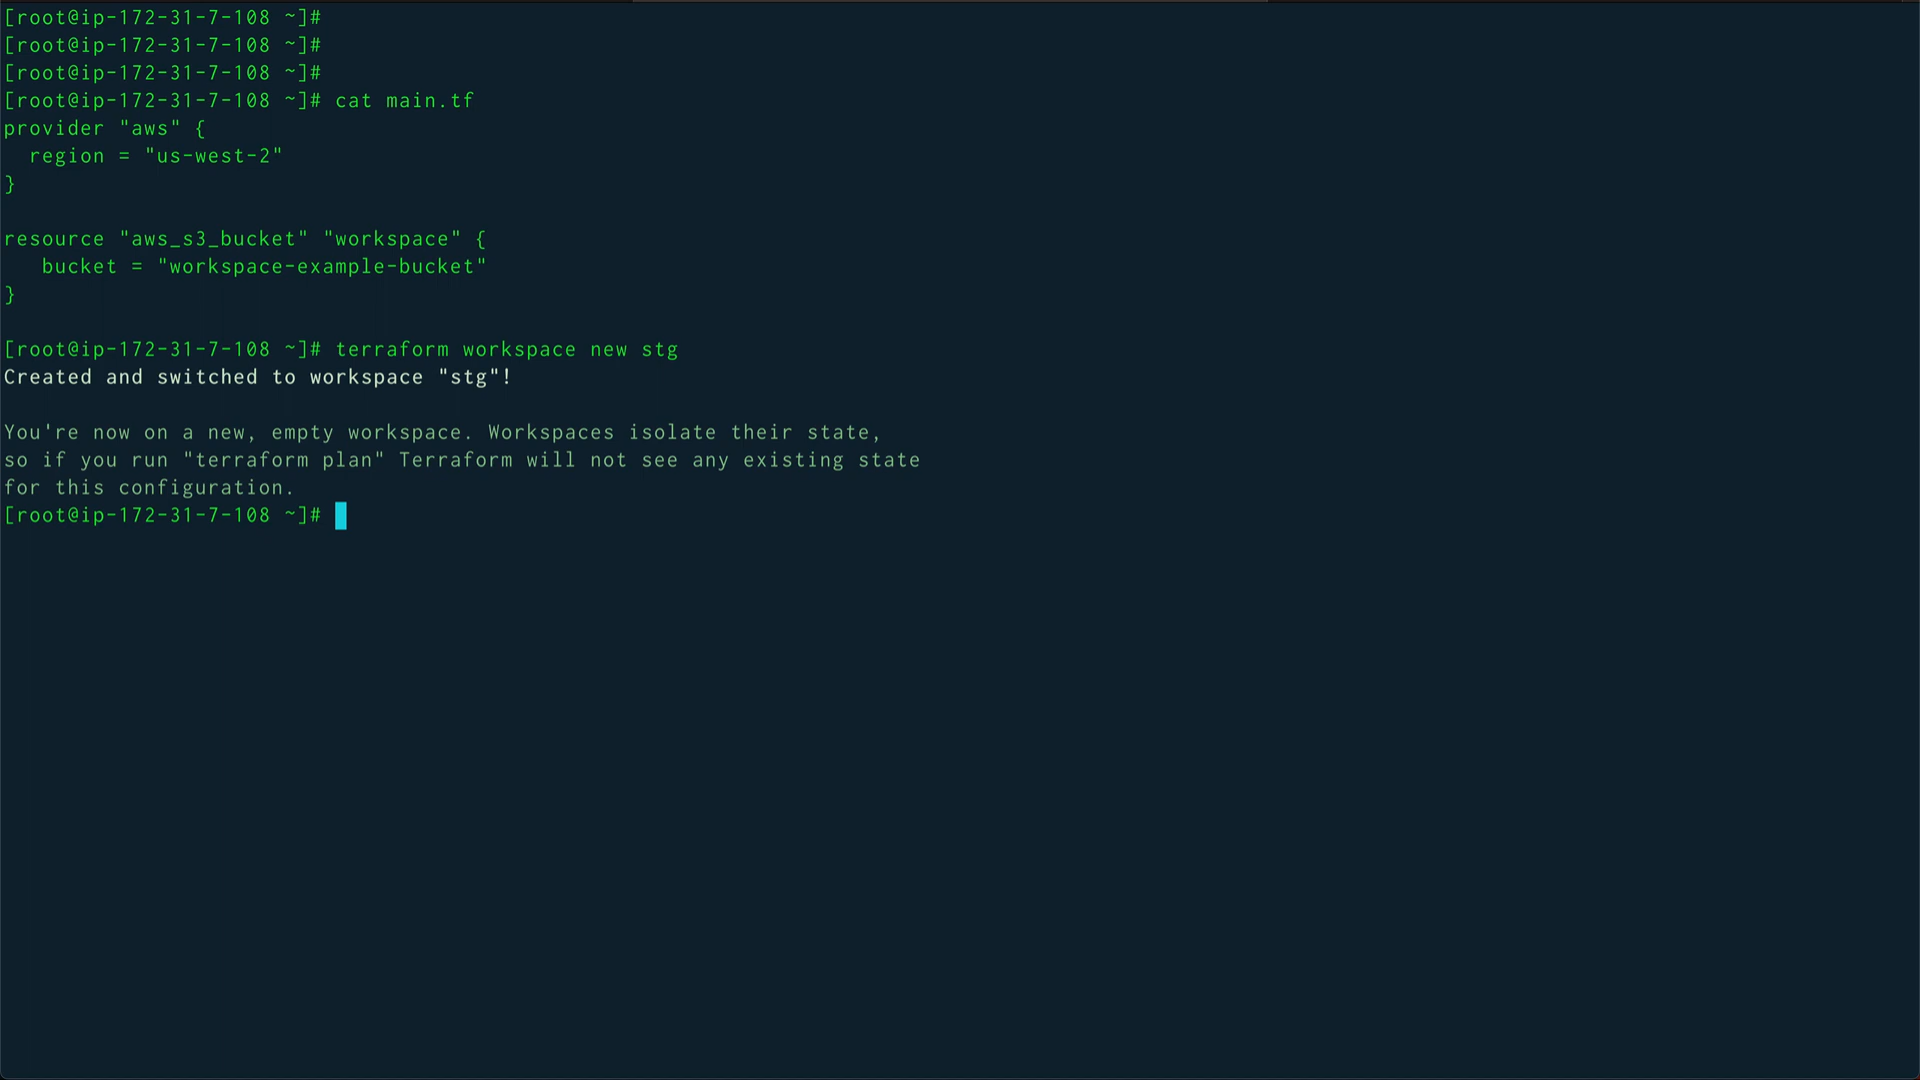 [root@ip-172-31-7-108 ~]#
[root@ip-172-31-7-108 ~]#
[root@ip-172-31-7-108 ~]#
[root@ip-172-31-7-108 ~]# cat main.tf
provider "aws" {
  region = "us-west-2"
}
resource "aws_s3_bucket" "workspace" {
   bucket = "workspace-example-bucket"
}
[root@ip-172-31-7-108 ~]# terraform workspace new stg
Created and switched to workspace "stg"!
You're now on a new, empty workspace. Workspaces isolate their state,
so if you run "terraform plan" Terraform will not see any existing state
for this configuration.
[root@ip-172-31-7-108 ~]#